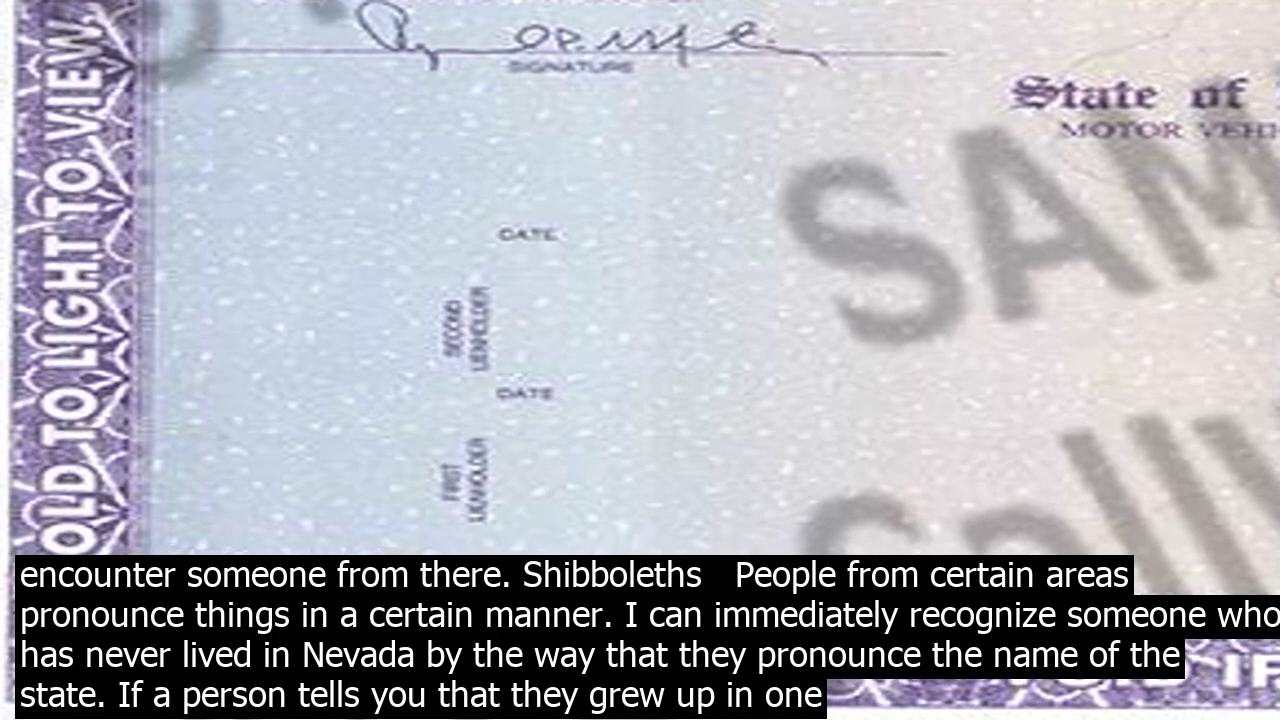 SIGNATURE
State of
MOTOR VEHI
HOLD TO LIGHT TO VIEW
SAM
DATE
SECOND
LIENHOLDER
DATE
FIRST
LIENHOLDER
encounter someone from there. Shibboleths   People from certain areas
pronounce things in a certain manner. I can immediately recognize someone who
has never lived in Nevada by the way that they pronounce the name of the
state. If a person tells you that they grew up in one
IF